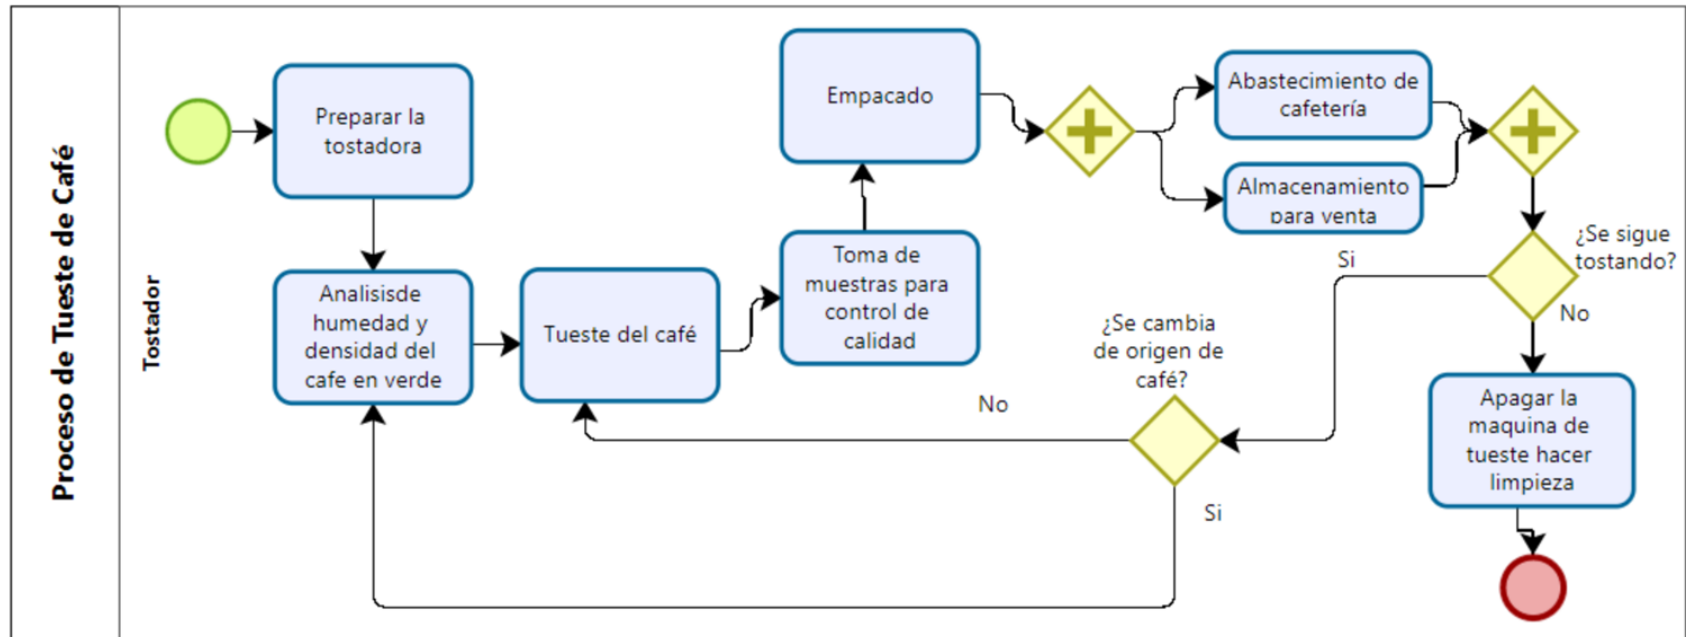 Proceso de Tueste de Café
Tostador
Preparar la
tostadora
Analisisde
humedad y
densidad del
cafe en verde
Tueste del café
Toma de
muestras para
control de
calidad
Empacado
Abastecimiento de
cafetería
Almacenamiento
para venta
¿Se sigue
tostando?
Si
No
¿Se cambia
de origen de
café?
No
Si
Apagar la
maquina de
tueste hacer
limpieza